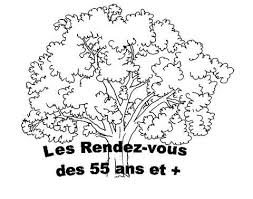 Les Rendez-vous
des 55 ans et +